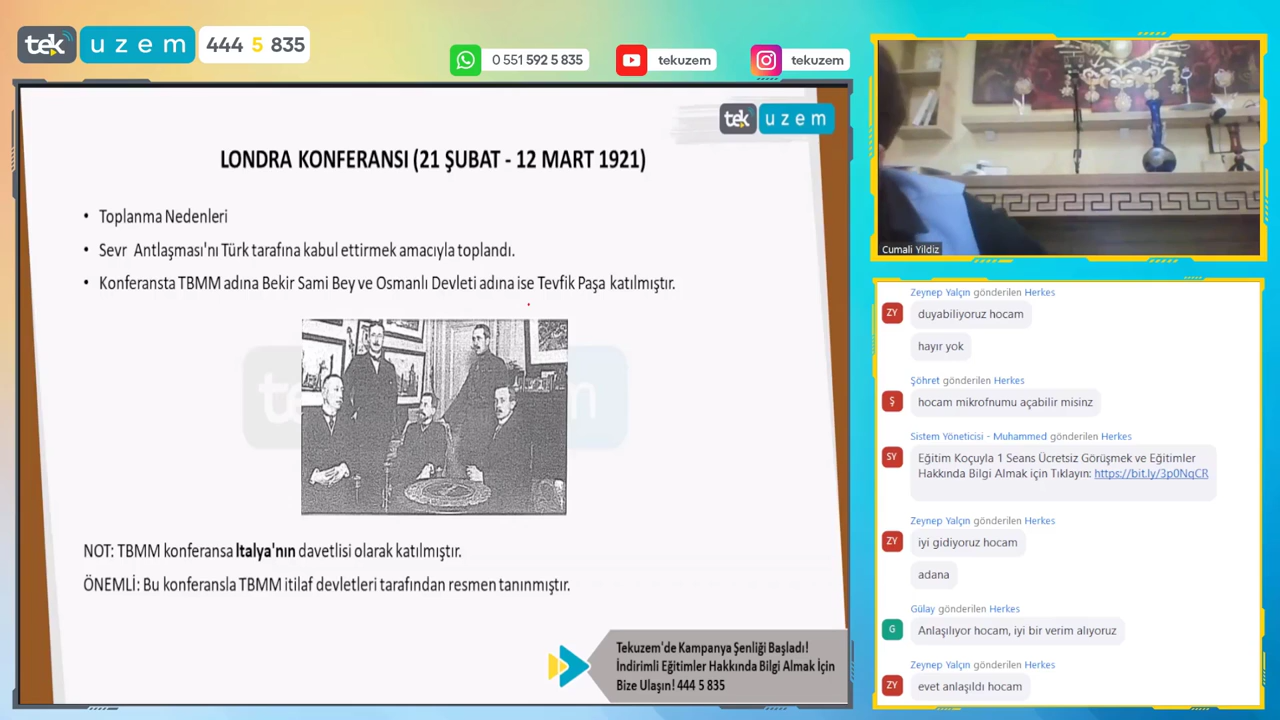 tek uzem 444 5 835
0 551 592 5 835
tekuzem
tekuzem
tek uzem
LONDRA KONFERANSI (21 ŞUBAT - 12 MART 1921)
• Toplanma Nedenleri
• Sevr Antlaşması'nı Türk tarafına kabul ettirmek amacıyla toplandı.
• Konferansta TBMM adına Bekir Sami Bey ve Osmanlı Devleti adına ise Tevfik Paşa katılmıştır.
NOT: TBMM konferansa İtalya'nın davetlisi olarak katılmıştır.
ÖNEMLİ: Bu konferansla TBMM itilaf devletleri tarafından resmen tanınmıştır.
Tekuzem'de Kampanya Şenliği Başladı!
İndirimli Eğitimler Hakkında Bilgi Almak İçin
Bize Ulaşın! 444 5 835
Cumali Yildiz
Zeynep Yalçın gönderilen Herkes
ZY
duyabiliyoruz hocam
hayır yok
Şöhret gönderilen Herkes
Ş
hocam mikrofnumu açabilir misinz
Sistem Yöneticisi - Muhammed gönderilen Herkes
SY
Eğitim Koçuyla 1 Seans Ücretsiz Görüşmek ve Eğitimler
Hakkında Bilgi Almak için Tıklayın: https://bit.ly/3p0NqCR
Zeynep Yalçın gönderilen Herkes
ZY
iyi gidiyoruz hocam
adana
Gülay gönderilen Herkes
G
Anlaşılıyor hocam, iyi bir verim alıyoruz
Zeynep Yalçın gönderilen Herkes
ZY
evet anlaşıldı hocam